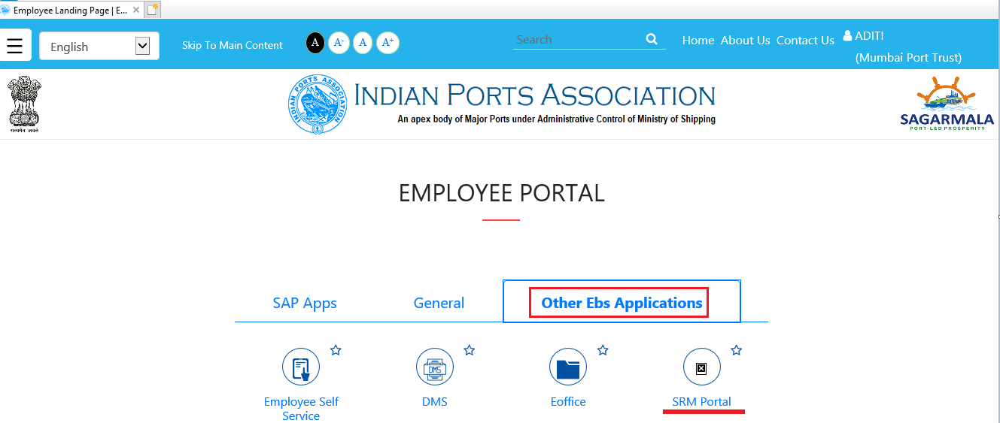 Employee Landing Page | E...
English
Skip To Main Content
A A- A A+
Search
Home About Us Contact Us ADITI
(Mumbai Port Trust)
सत्यमेव जयते
INDIAN PORTS ASSOCIATION
INDIAN PORTS ASSOCIATION
An apex body of Major Ports under Administrative Control of Ministry of Shipping
SAGARMALA
PORT-LED PROSPERITY
EMPLOYEE PORTAL
SAP Apps General Other Ebs Applications
DMS
Employee Self DMS Eoffice SRM Portal
Service